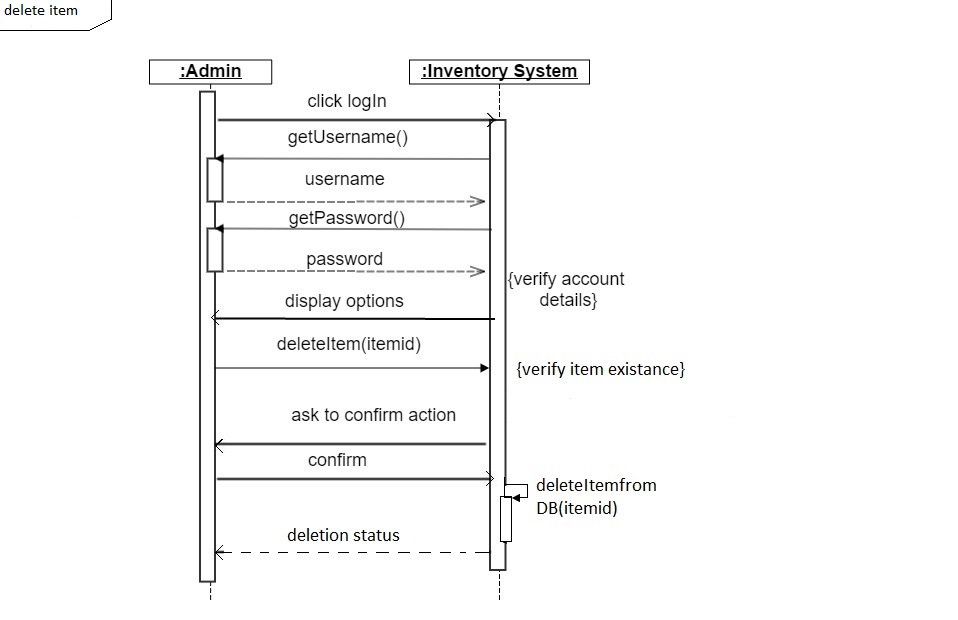 delete item
:Admin
:Inventory System
click logIn
getUsername()
username
getPassword()
password
{verify account
details}
display options
deleteItem(itemid)
{verify item existance}
ask to confirm action
confirm
deleteItemfrom
DB(itemid)
deletion status